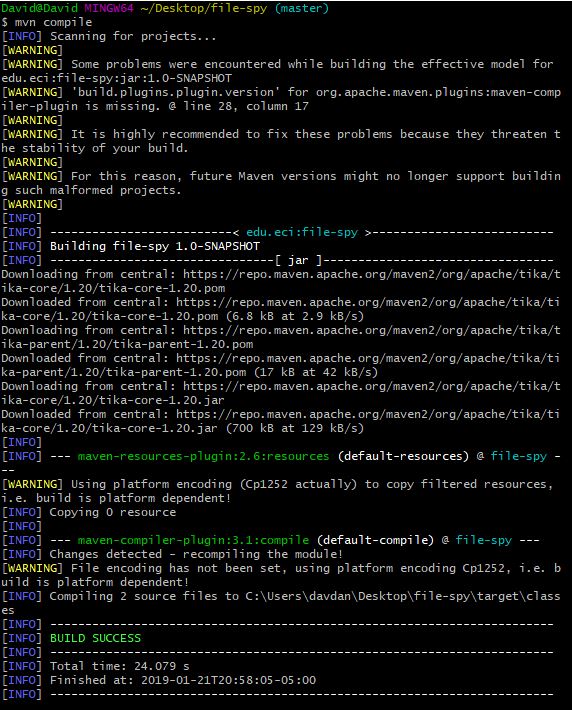 David@David MINGW64 ~/Desktop/file-spy (master)
$ mvn compile
[INFO] Scanning for projects...
[WARNING]
[WARNING] Some problems were encountered while building the effective model for
edu.eci:file-spy:jar:1.0-SNAPSHOT
[WARNING] 'build.plugins.plugin.version' for org.apache.maven.plugins:maven-comp
iler-plugin is missing. @ line 28, column 17
[WARNING]
[WARNING] It is highly recommended to fix these problems because they threaten t
he stability of your build.
[WARNING]
[WARNING] For this reason, future Maven versions might no longer support buildin
g such malformed projects.
[WARNING]
[INFO]
[INFO] --------------------------< edu.eci:file-spy >--------------------------
[INFO] Building file-spy 1.0-SNAPSHOT
[INFO] --------------------------------[ jar ]---------------------------------
Downloading from central: https://repo.maven.apache.org/maven2/org/apache/tika/t
ika-core/1.20/tika-core-1.20.pom
Downloaded from central: https://repo.maven.apache.org/maven2/org/apache/tika/ti
ka-core/1.20/tika-core-1.20.pom (6.8 kB at 2.9 kB/s)
Downloading from central: https://repo.maven.apache.org/maven2/org/apache/tika/t
ika-parent/1.20/tika-parent-1.20.pom
Downloaded from central: https://repo.maven.apache.org/maven2/org/apache/tika/ti
ka-parent/1.20/tika-parent-1.20.pom (17 kB at 42 kB/s)
Downloading from central: https://repo.maven.apache.org/maven2/org/apache/tika/t
ika-core/1.20/tika-core-1.20.jar
Downloaded from central: https://repo.maven.apache.org/maven2/org/apache/tika/ti
ka-core/1.20/tika-core-1.20.jar (700 kB at 129 kB/s)
[INFO]
[INFO] --- maven-resources-plugin:2.6:resources (default-resources) @ file-spy -
--
[WARNING] Using platform encoding (Cp1252 actually) to copy filtered resources,
i.e. build is platform dependent!
[INFO] Copying 0 resource
[INFO]
[INFO] --- maven-compiler-plugin:3.1:compile (default-compile) @ file-spy ---
[INFO] Changes detected - recompiling the module!
[WARNING] File encoding has not been set, using platform encoding Cp1252, i.e. b
uild is platform dependent!
[INFO] Compiling 2 source files to C:\Users\davdan\Desktop\file-spy\target\class
es
[INFO] ------------------------------------------------------------------------
[INFO] BUILD SUCCESS
[INFO] ------------------------------------------------------------------------
[INFO] Total time: 24.079 s
[INFO] Finished at: 2019-01-21T20:58:05-05:00
[INFO] ------------------------------------------------------------------------